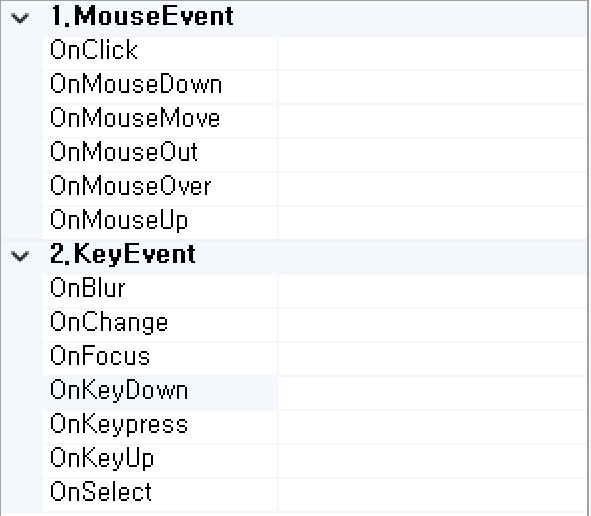 1.MouseEvent
OnClick
OnMouseDown
OnMouseMove
OnMouseOut
OnMouseOver
OnMouseUp
2.KeyEvent
OnBlur
OnChange
OnFocus
OnKeyDown
OnKeypress
OnKeyUp
OnSelect